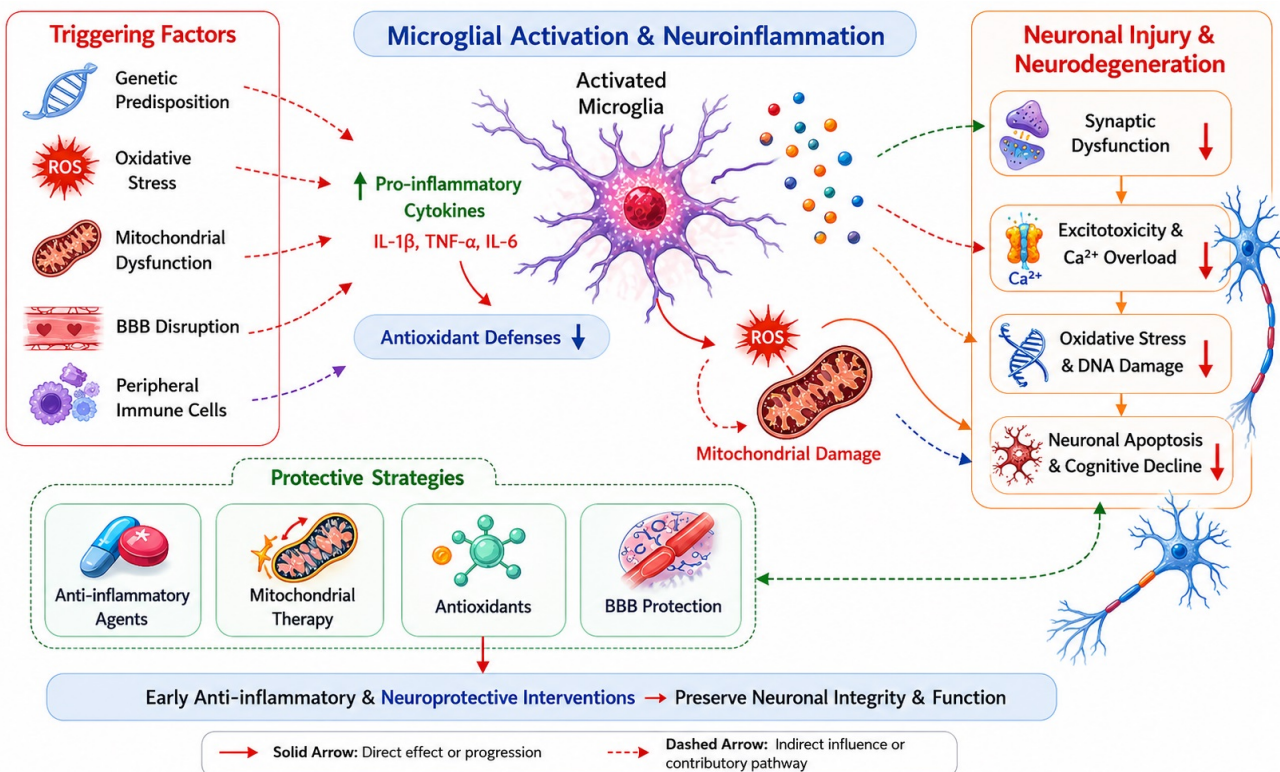 Triggering Factors
Genetic
Predisposition
ROS
Oxidative
Stress
Mitochondrial
Dysfunction
BBB Disruption
Peripheral
Immune Cells
Microglial Activation & Neuroinflammation
Activated
Microglia
Pro-inflammatory
Cytokines
IL-1β, TNF-α, IL-6
Antioxidant Defenses
ROS
Mitochondrial Damage
Neuronal Injury &
Neurodegeneration
Synaptic
Dysfunction
Ca²⁺
Excitotoxicity &
Ca²⁺ Overload
Oxidative Stress
& DNA Damage
Neuronal Apoptosis
& Cognitive Decline
Protective Strategies
Anti-inflammatory
Agents
Mitochondrial
Therapy
Antioxidants
BBB Protection
Early Anti-inflammatory & Neuroprotective Interventions → Preserve Neuronal Integrity & Function
Solid Arrow: Direct effect or progression
Dashed Arrow: Indirect influence or
contributory pathway